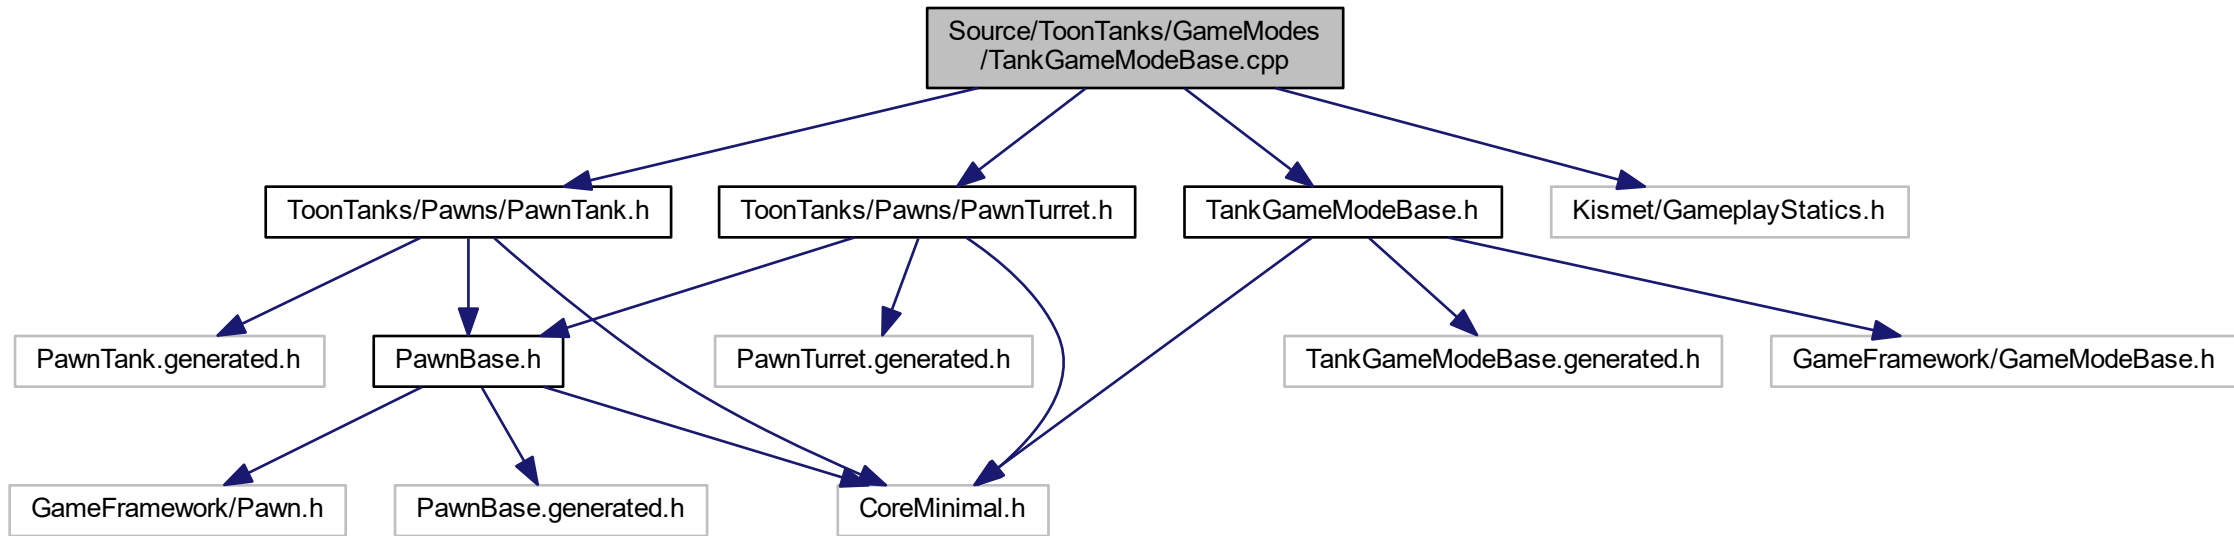 Source/ToonTanks/GameModes
/TankGameModeBase.cpp
ToonTanks/Pawns/PawnTank.h
ToonTanks/Pawns/PawnTurret.h
TankGameModeBase.h
Kismet/GameplayStatics.h
PawnTank.generated.h
PawnBase.h
PawnTurret.generated.h
TankGameModeBase.generated.h
GameFramework/GameModeBase.h
GameFramework/Pawn.h
PawnBase.generated.h
CoreMinimal.h